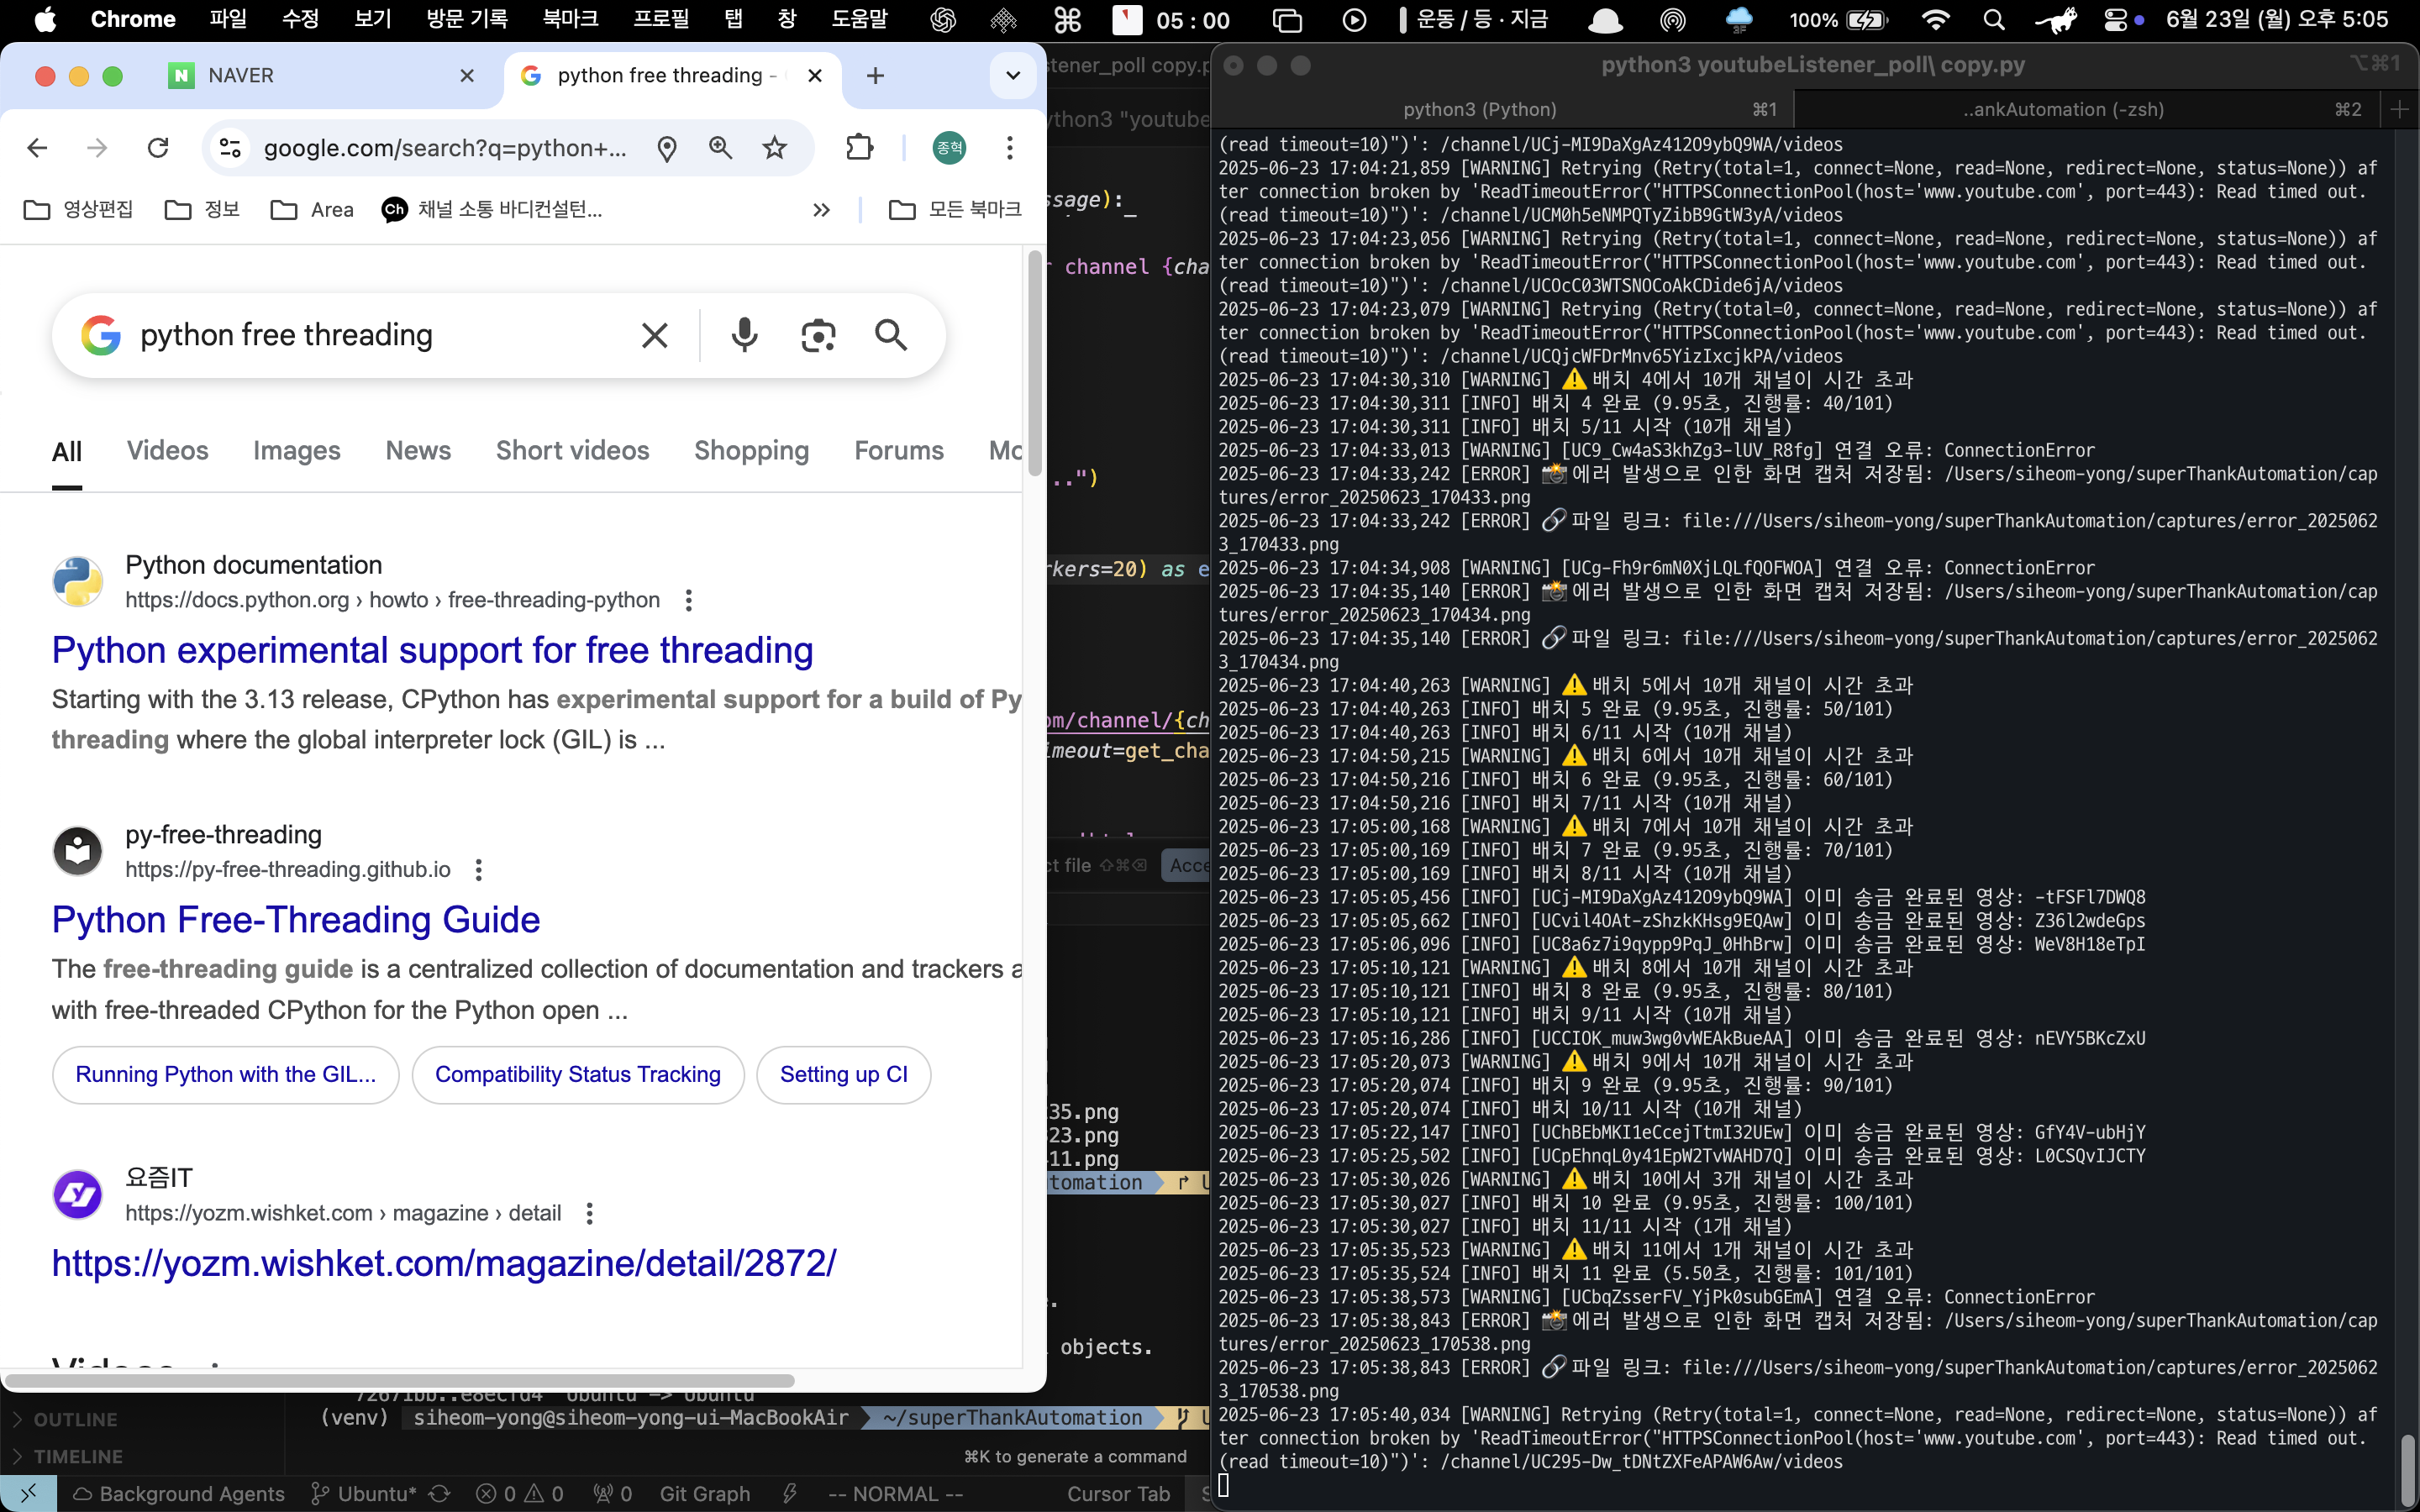 Chrome 파일 수정 보기 방문 기록 북마크 프로필 탭 창 도움말 05 : 00 운동 / 등 · 지금 100% 6월 23일 (월) 오후 5:05
NAVER
python free threading -
google.com/search?q=python+...
종혁
영상편집 정보 Area 채널 소통 바디컨설턴... 모든 북마크
python free threading
All Videos Images News Short videos Shopping Forums Mo
Python documentation
https://docs.python.org › howto › free-threading-python
Python experimental support for free threading
Starting with the 3.13 release, CPython has experimental support for a build of Py
threading where the global interpreter lock (GIL) is ...
py-free-threading
https://py-free-threading.github.io
Python Free-Threading Guide
The free-threading guide is a centralized collection of documentation and trackers
with free-threaded CPython for the Python open ...
Running Python with the GIL...
Compatibility Status Tracking
Setting up CI
요즘IT
https://yozm.wishket.com › magazine › detail
https://yozm.wishket.com/magazine/detail/2872/
Videos
stener_poll copy.p
ython3 "youtube
ssage):
r channel {cha
..")
rkers=20) as e
om/channel/{ch
imeout=get_cha
ct file ⇧⌘⌫ Acce
35.png
23.png
11.png
tomation
objects.
(venv) siheom-yong@siheom-yong-ui-MacBookAir ~/superThankAutomation
OUTLINE
TIMELINE
⌘K to generate a command
Background Agents Ubuntu* 0 0 0 Git Graph -- NORMAL -- Cursor Tab
python3 youtubeListener_poll\ copy.py ⌥⌘1
python3 (Python) ⌘1 ..ankAutomation (-zsh) ⌘2
(read timeout=10)")': /channel/UCj-MI9DaXgAz412O9ybQ9WA/videos
2025-06-23 17:04:21,859 [WARNING] Retrying (Retry(total=1, connect=None, read=None, redirect=None, status=None)) af
ter connection broken by 'ReadTimeoutError("HTTPSConnectionPool(host='www.youtube.com', port=443): Read timed out.
(read timeout=10)")': /channel/UCM0h5eNMPQTyZibB9GtW3yA/videos
2025-06-23 17:04:23,056 [WARNING] Retrying (Retry(total=1, connect=None, read=None, redirect=None, status=None)) af
ter connection broken by 'ReadTimeoutError("HTTPSConnectionPool(host='www.youtube.com', port=443): Read timed out.
(read timeout=10)")': /channel/UCOcC03WTSNOCoAkCDide6jA/videos
2025-06-23 17:04:23,079 [WARNING] Retrying (Retry(total=0, connect=None, read=None, redirect=None, status=None)) af
ter connection broken by 'ReadTimeoutError("HTTPSConnectionPool(host='www.youtube.com', port=443): Read timed out.
(read timeout=10)")': /channel/UCQjcWFDrMnv65YizIxcjkPA/videos
2025-06-23 17:04:30,310 [WARNING] ⚠️ 배치 4에서 10개 채널이 시간 초과
2025-06-23 17:04:30,311 [INFO] 배치 4 완료 (9.95초, 진행률: 40/101)
2025-06-23 17:04:30,311 [INFO] 배치 5/11 시작 (10개 채널)
2025-06-23 17:04:33,013 [WARNING] [UC9_Cw4aS3khZg3-lUV_R8fg] 연결 오류: ConnectionError
2025-06-23 17:04:33,242 [ERROR] 📸 에러 발생으로 인한 화면 캡처 저장됨: /Users/siheom-yong/superThankAutomation/cap
tures/error_20250623_170433.png
2025-06-23 17:04:33,242 [ERROR] 🔗 파일 링크: file:///Users/siheom-yong/superThankAutomation/captures/error_2025062
3_170433.png
2025-06-23 17:04:34,908 [WARNING] [UCg-Fh9r6mN0XjLQLfQOFWOA] 연결 오류: ConnectionError
2025-06-23 17:04:35,140 [ERROR] 📸 에러 발생으로 인한 화면 캡처 저장됨: /Users/siheom-yong/superThankAutomation/cap
tures/error_20250623_170434.png
2025-06-23 17:04:35,140 [ERROR] 🔗 파일 링크: file:///Users/siheom-yong/superThankAutomation/captures/error_2025062
3_170434.png
2025-06-23 17:04:40,263 [WARNING] ⚠️ 배치 5에서 10개 채널이 시간 초과
2025-06-23 17:04:40,263 [INFO] 배치 5 완료 (9.95초, 진행률: 50/101)
2025-06-23 17:04:40,263 [INFO] 배치 6/11 시작 (10개 채널)
2025-06-23 17:04:50,215 [WARNING] ⚠️ 배치 6에서 10개 채널이 시간 초과
2025-06-23 17:04:50,216 [INFO] 배치 6 완료 (9.95초, 진행률: 60/101)
2025-06-23 17:04:50,216 [INFO] 배치 7/11 시작 (10개 채널)
2025-06-23 17:05:00,168 [WARNING] ⚠️ 배치 7에서 10개 채널이 시간 초과
2025-06-23 17:05:00,169 [INFO] 배치 7 완료 (9.95초, 진행률: 70/101)
2025-06-23 17:05:00,169 [INFO] 배치 8/11 시작 (10개 채널)
2025-06-23 17:05:05,456 [INFO] [UCj-MI9DaXgAz412O9ybQ9WA] 이미 송금 완료된 영상: -tFSFl7DWQ8
2025-06-23 17:05:05,662 [INFO] [UCvil4OAt-zShzkKHsg9EQAw] 이미 송금 완료된 영상: Z36l2wdeGps
2025-06-23 17:05:06,096 [INFO] [UC8a6z7i9qypp9PqJ_0HhBrw] 이미 송금 완료된 영상: WeV8H18eTpI
2025-06-23 17:05:10,121 [WARNING] ⚠️ 배치 8에서 10개 채널이 시간 초과
2025-06-23 17:05:10,121 [INFO] 배치 8 완료 (9.95초, 진행률: 80/101)
2025-06-23 17:05:10,121 [INFO] 배치 9/11 시작 (10개 채널)
2025-06-23 17:05:16,286 [INFO] [UCCIOK_muw3wg0vWEAkBueAA] 이미 송금 완료된 영상: nEVY5BKcZxU
2025-06-23 17:05:20,073 [WARNING] ⚠️ 배치 9에서 10개 채널이 시간 초과
2025-06-23 17:05:20,074 [INFO] 배치 9 완료 (9.95초, 진행률: 90/101)
2025-06-23 17:05:20,074 [INFO] 배치 10/11 시작 (10개 채널)
2025-06-23 17:05:22,147 [INFO] [UChBEbMKI1eCcejTtmI32UEw] 이미 송금 완료된 영상: GfY4V-ubHjY
2025-06-23 17:05:25,502 [INFO] [UCpEhnqL0y41EpW2TvWAHD7Q] 이미 송금 완료된 영상: L0CSQvIJCTY
2025-06-23 17:05:30,026 [WARNING] ⚠️ 배치 10에서 3개 채널이 시간 초과
2025-06-23 17:05:30,027 [INFO] 배치 10 완료 (9.95초, 진행률: 100/101)
2025-06-23 17:05:30,027 [INFO] 배치 11/11 시작 (1개 채널)
2025-06-23 17:05:35,523 [WARNING] ⚠️ 배치 11에서 1개 채널이 시간 초과
2025-06-23 17:05:35,524 [INFO] 배치 11 완료 (5.50초, 진행률: 101/101)
2025-06-23 17:05:38,573 [WARNING] [UCbqZsserFV_YjPk0subGEmA] 연결 오류: ConnectionError
2025-06-23 17:05:38,843 [ERROR] 📸 에러 발생으로 인한 화면 캡처 저장됨: /Users/siheom-yong/superThankAutomation/cap
tures/error_20250623_170538.png
2025-06-23 17:05:38,843 [ERROR] 🔗 파일 링크: file:///Users/siheom-yong/superThankAutomation/captures/error_2025062
3_170538.png
2025-06-23 17:05:40,034 [WARNING] Retrying (Retry(total=1, connect=None, read=None, redirect=None, status=None)) af
ter connection broken by 'ReadTimeoutError("HTTPSConnectionPool(host='www.youtube.com', port=443): Read timed out.
(read timeout=10)")': /channel/UC295-Dw_tDNtZXFeAPAW6Aw/videos